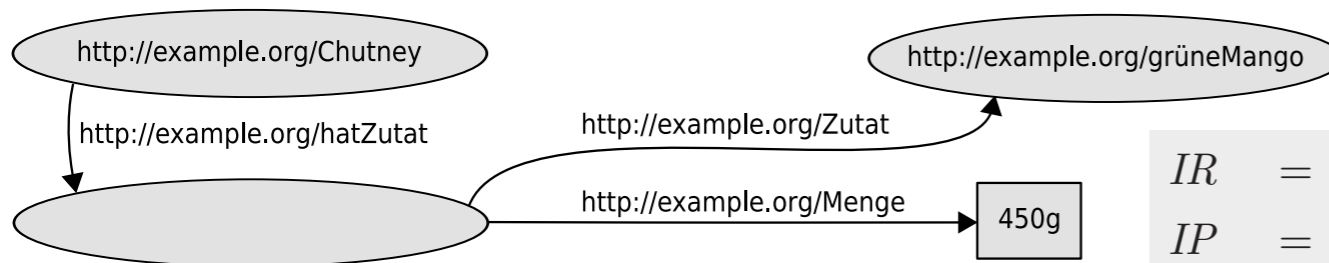 http://example.org/Chutney
http://example.org/grüneMango
http://example.org/hatZutat
http://example.org/Zutat
http://example.org/Menge
450g
IR =
IP =